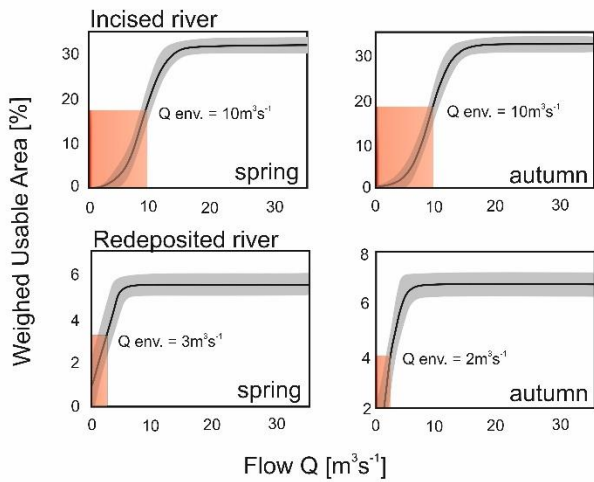 Incised river
Weighed Usable Area [%]
30
20
10
0
Q env. = 10m³s⁻¹
spring
0
10
20
30
30
20
10
0
Q env. = 10m³s⁻¹
autumn
0
10
20
30
Redeposited river
6
4
2
0
Q env. = 3m³s⁻¹
spring
0
10
20
30
8
6
4
2
Q env. = 2m³s⁻¹
autumn
0
10
20
30
Flow Q [m³s⁻¹]